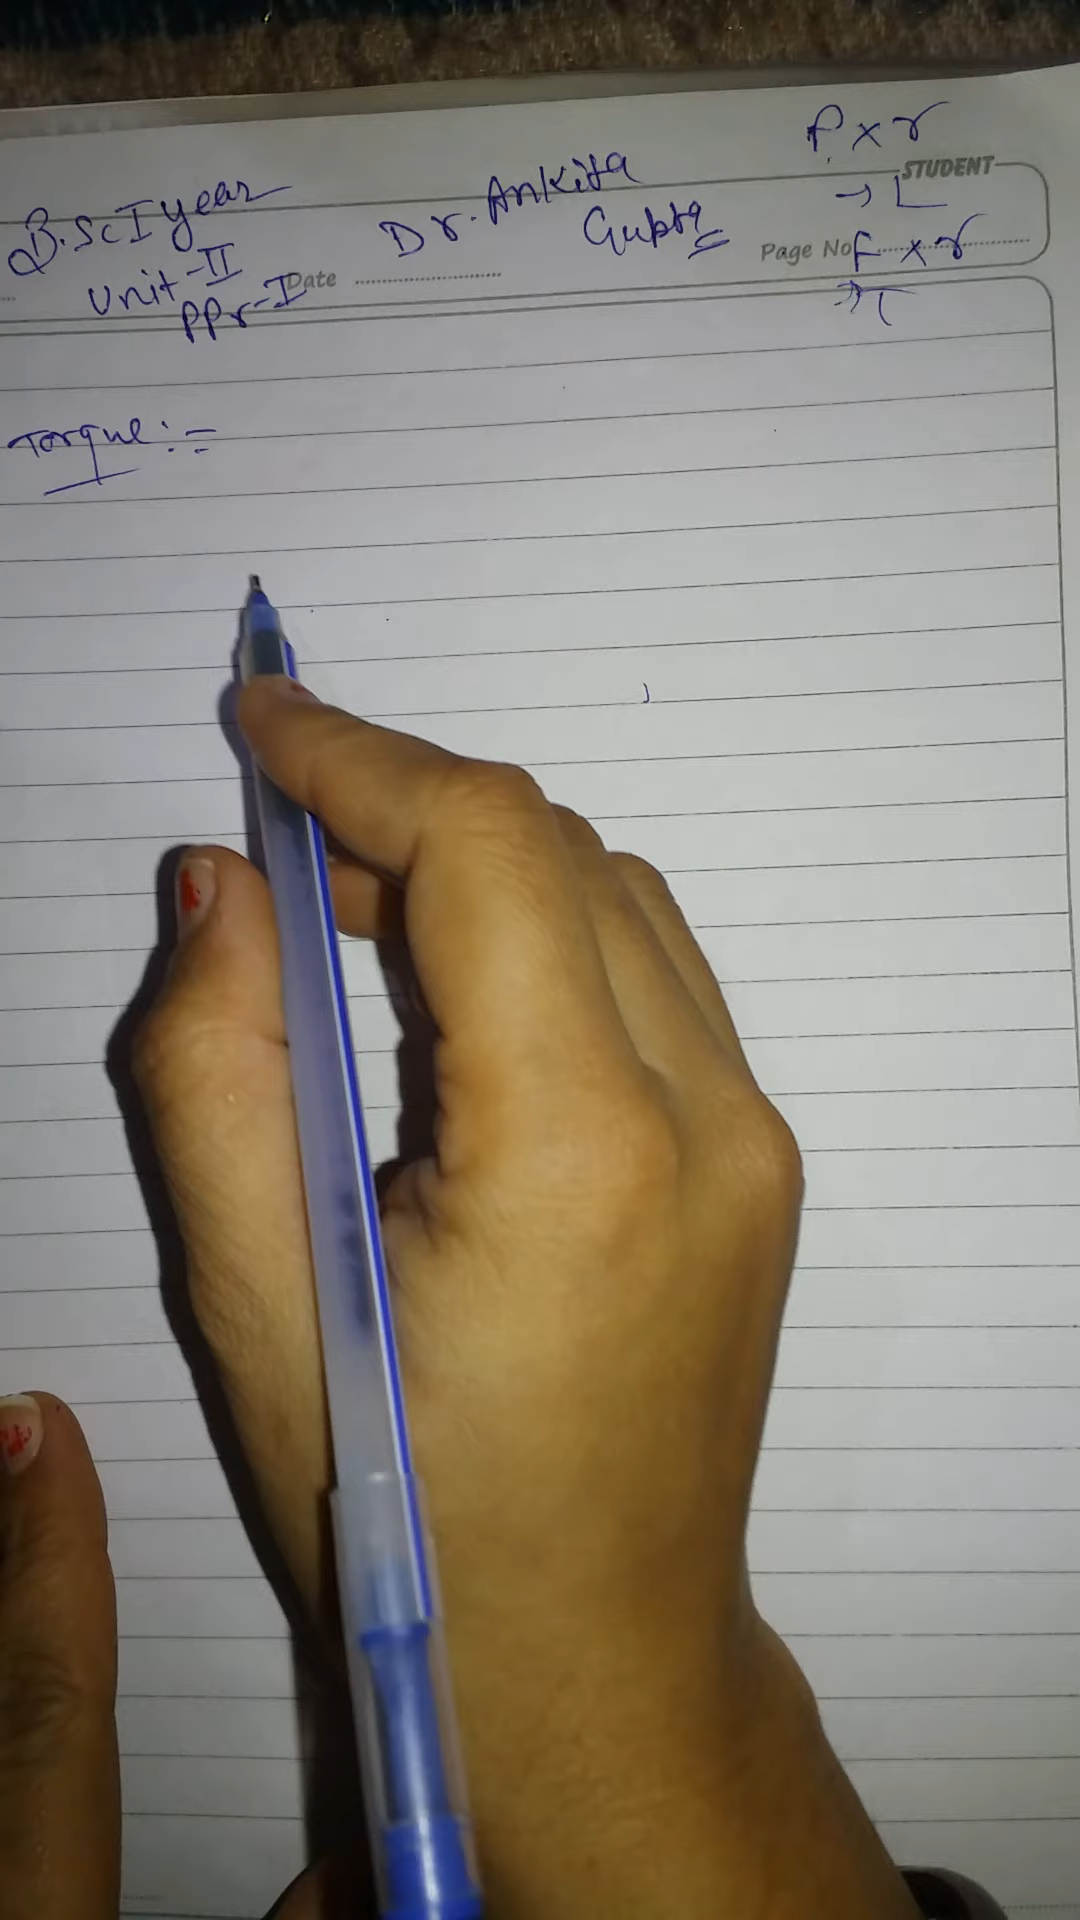 P × r
STUDENT
→ L
B.Sc I year
Dr. Ankita
Gupta
Unit-II
Date
Page No.
F × r
PPr-I
→ τ
Torque :-